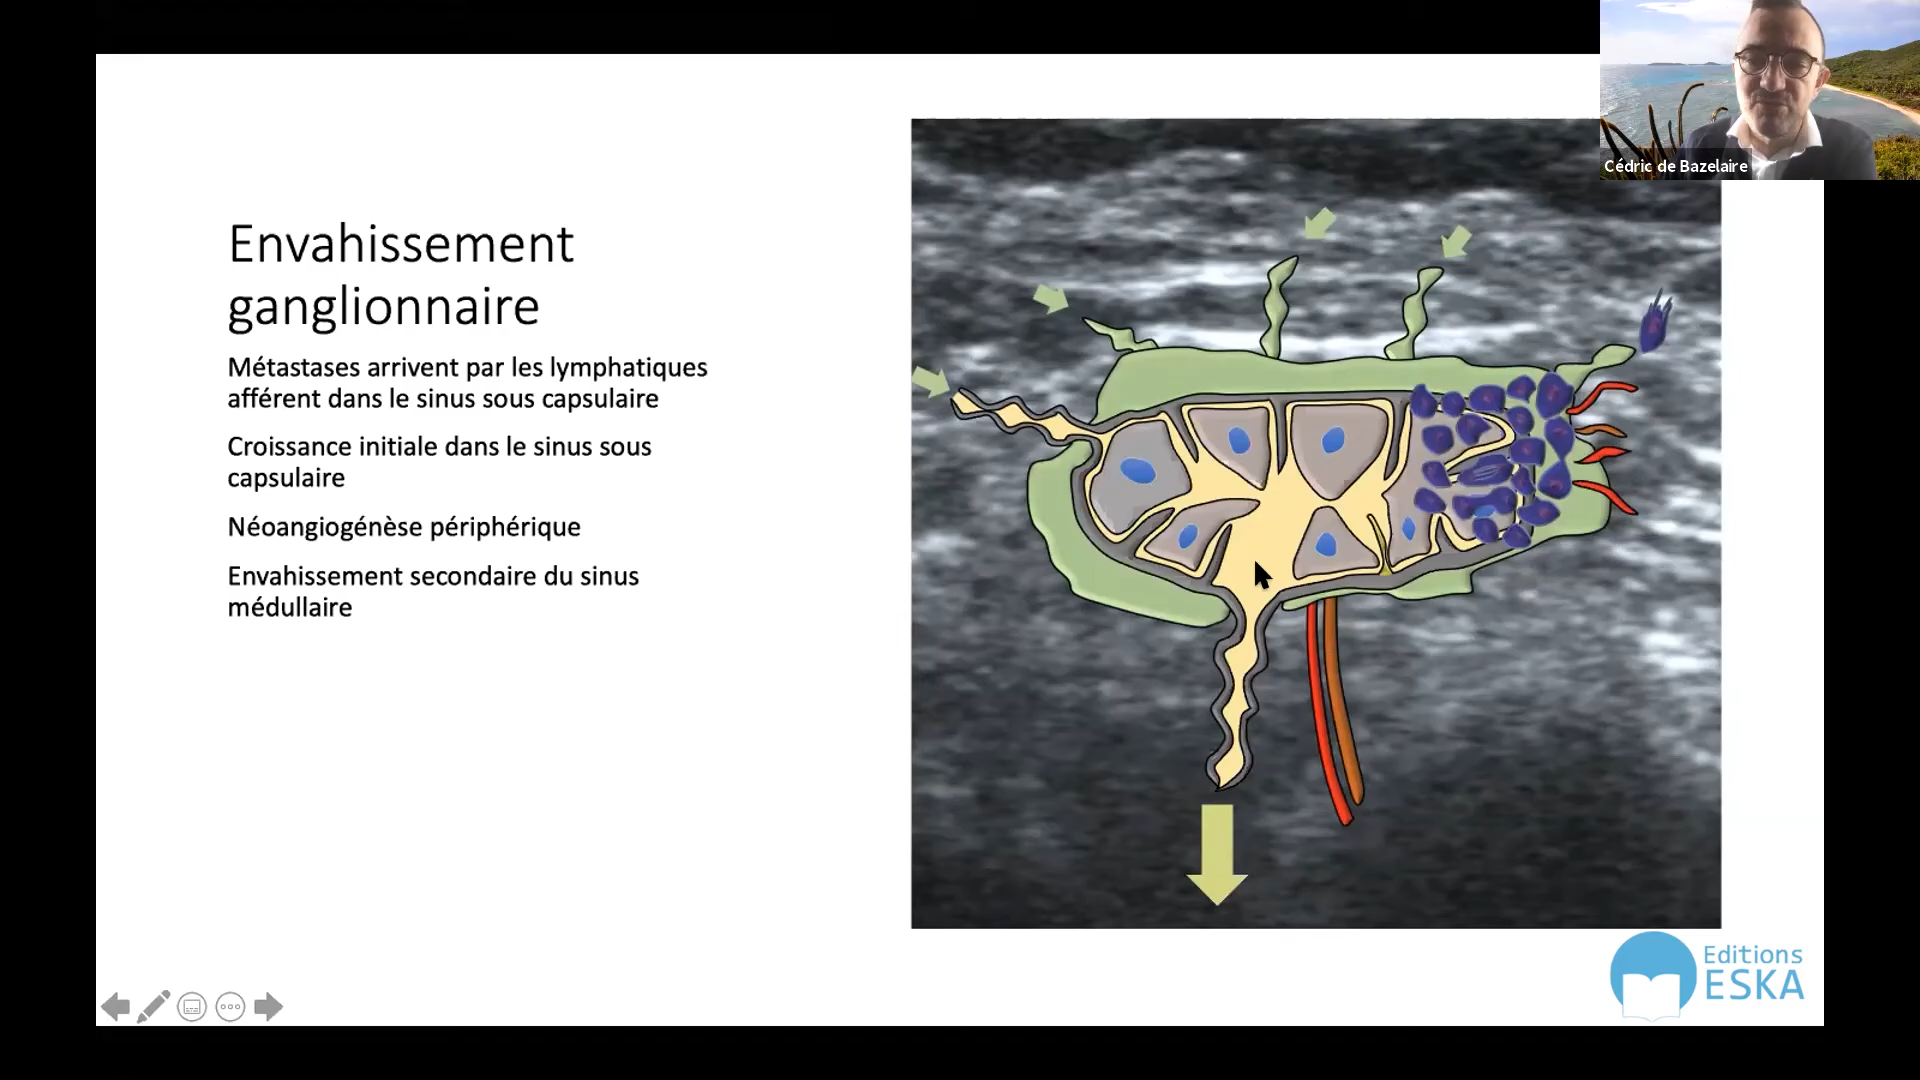 Cédric de Bazelaire
Envahissement
ganglionnaire
Métastases arrivent par les lymphatiques
afférent dans le sinus sous capsulaire
Croissance initiale dans le sinus sous
capsulaire
Néoangiogénèse périphérique
Envahissement secondaire du sinus
médullaire
Editions
ESKA